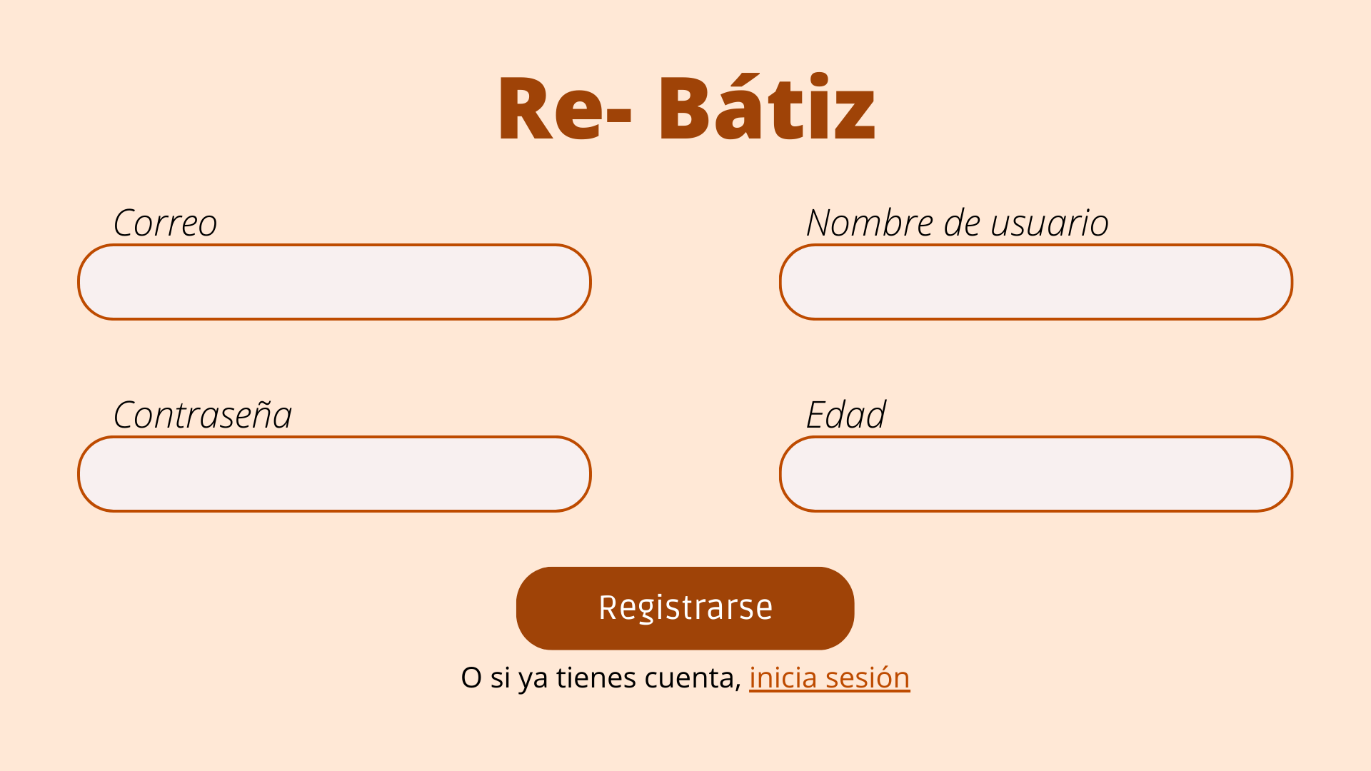 Re- Bátiz
Correo
Nombre de usuario
Contraseña
Edad
Registrarse
O si ya tienes cuenta, inicia sesión